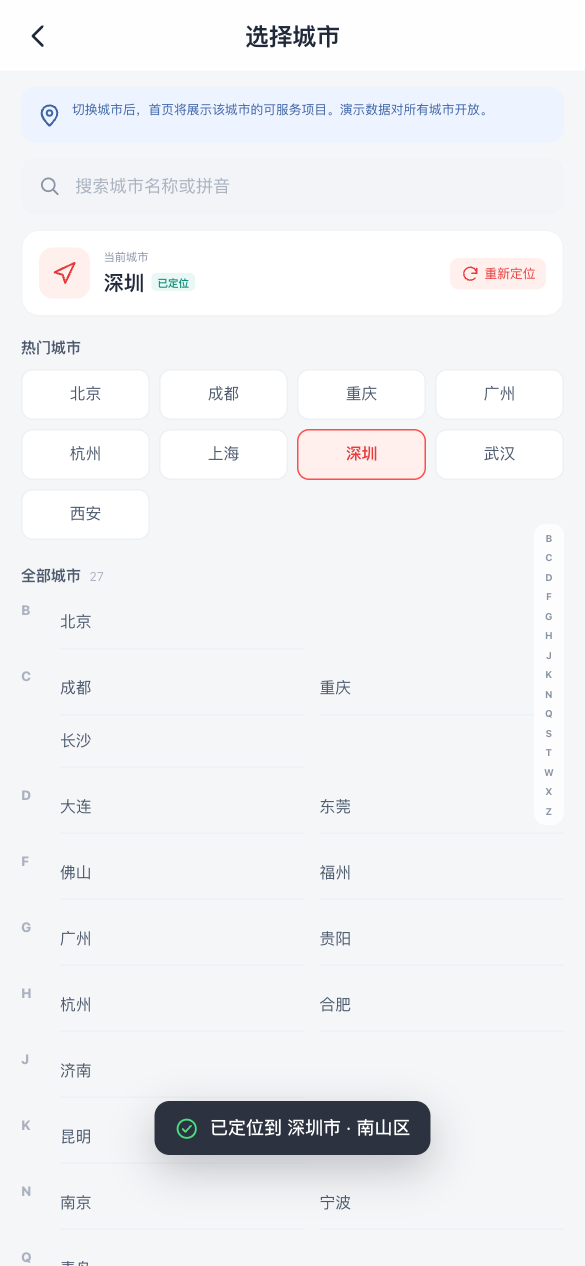 选择城市
切换城市后，首页将展示该城市的可服务项目。演示数据对所有城市开放。
搜索城市名称或拼音
当前城市
深圳 已定位
重新定位
热门城市
北京 成都 重庆 广州
杭州 上海 深圳 武汉
西安
全部城市 27
B
北京
C
成都 重庆
长沙
D
大连 东莞
F
佛山 福州
G
广州 贵阳
H
杭州 合肥
J
济南
K
昆明
N
南京 宁波
Q
B
C
D
F
G
H
J
K
N
Q
S
T
W
X
Z
已定位到 深圳市 · 南山区